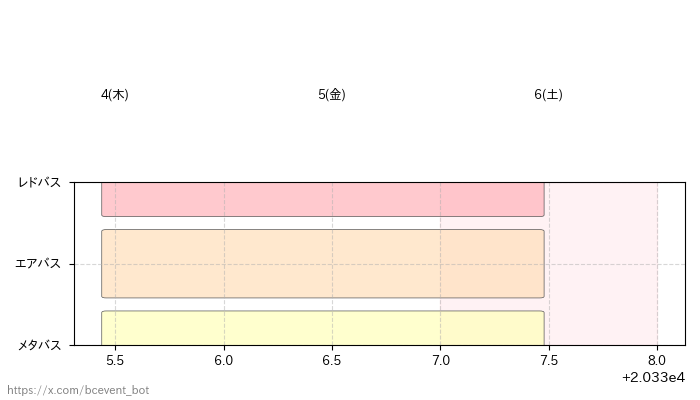 4(木) 5(金) 6(土)
レドバス
エアバス
メタバス
5.5 6.0 6.5 7.0 7.5 8.0
+2.033e4
https://x.com/bcevent_bot